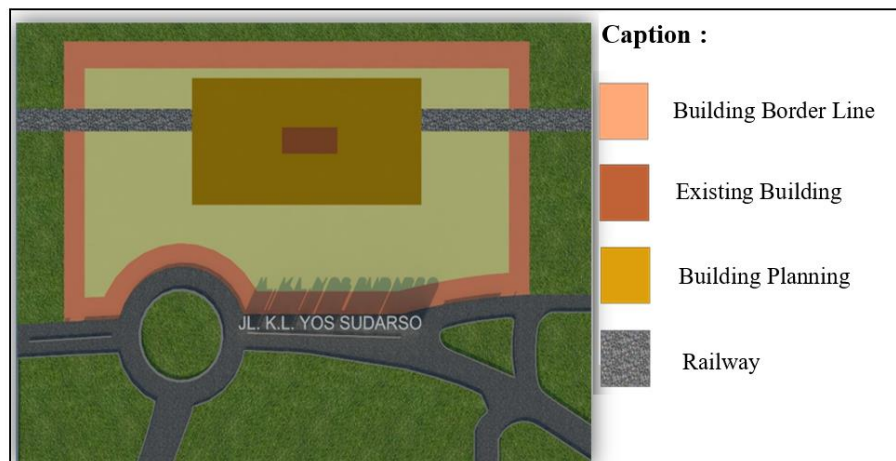 Caption :
Building Border Line
Existing Building
Building Planning
Railway
JL. K.L. YOS SUDARSO